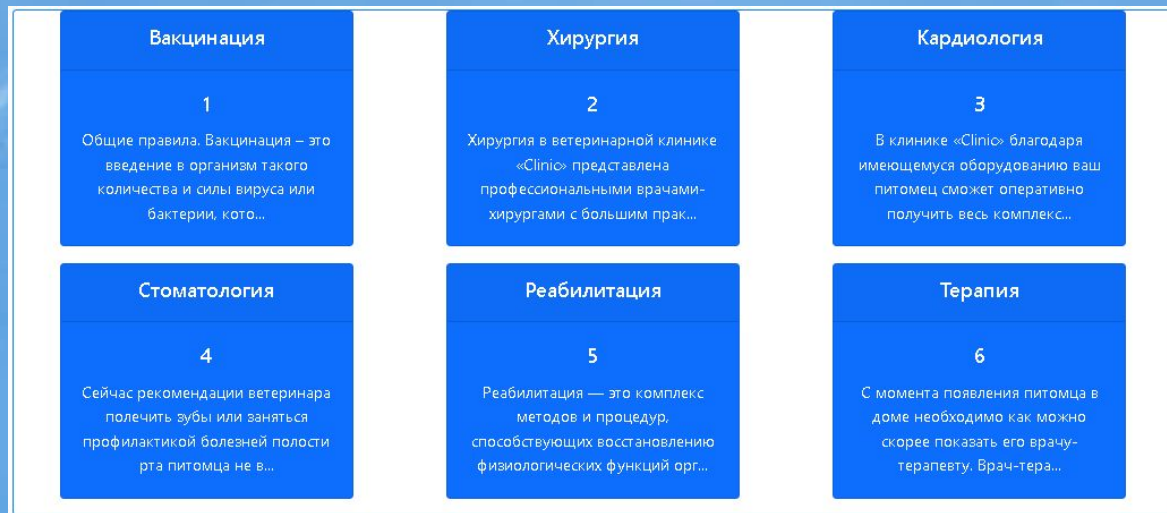 Вакцинация
1
Общие правила. Вакцинация – это
введение в организм такого
количества и силы вируса или
бактерии, кото...
Хирургия
2
Хирургия в ветеринарной клинике
«Clinic» представлена
профессиональными врачами-
хирургами с большим прак...
Кардиология
3
В клинике «Clinic» благодаря
имеющемуся оборудованию ваш
питомец сможет оперативно
получить весь комплекс...
Стоматология
4
Сейчас рекомендации ветеринара
полечить зубы или заняться
профилактикой болезней полости
рта питомца не в...
Реабилитация
5
Реабилитация — это комплекс
методов и процедур,
способствующих восстановлению
физиологических функций орг...
Терапия
6
С момента появления питомца в
доме необходимо как можно
скорее показать его врачу-
терапевту. Врач-тера...